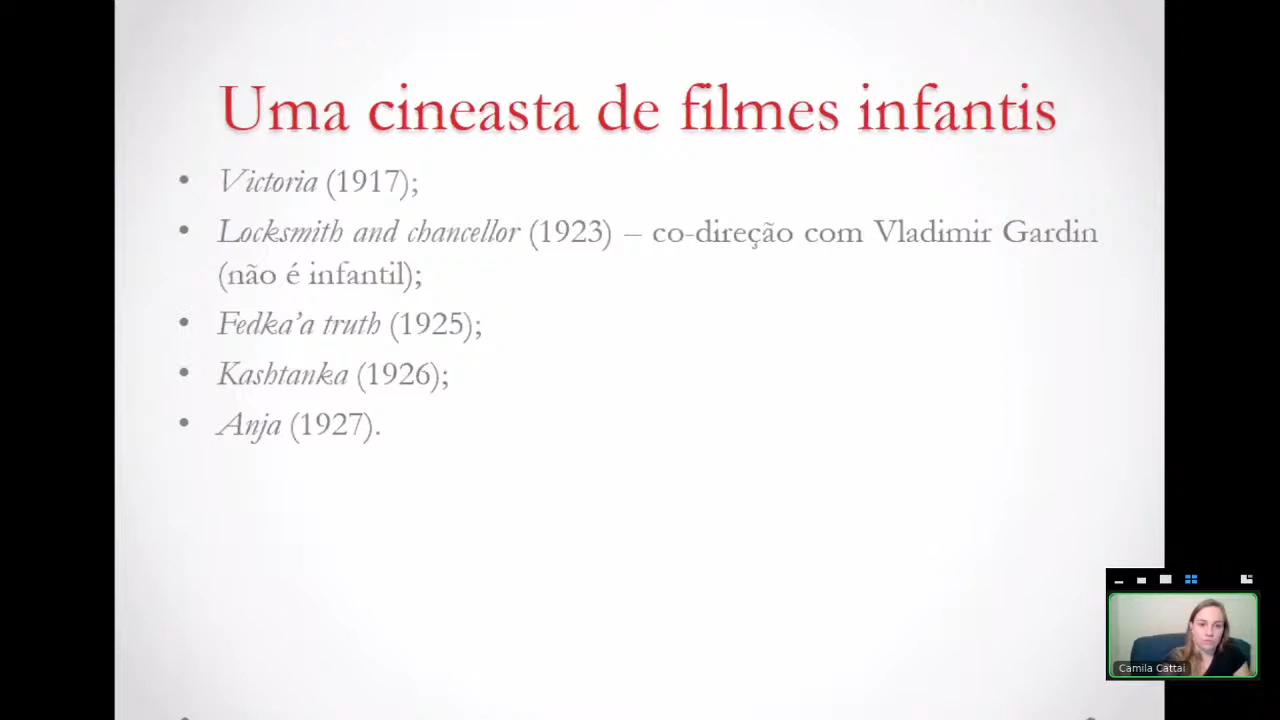 Uma cineasta de filmes infantis
• Victoria (1917);
• Locksmith and chancellor (1923) – co-direção com Vladimir Gardin
(não é infantil);
• Fedka’a truth (1925);
• Kashtanka (1926);
• Anja (1927).
Camila Cattai